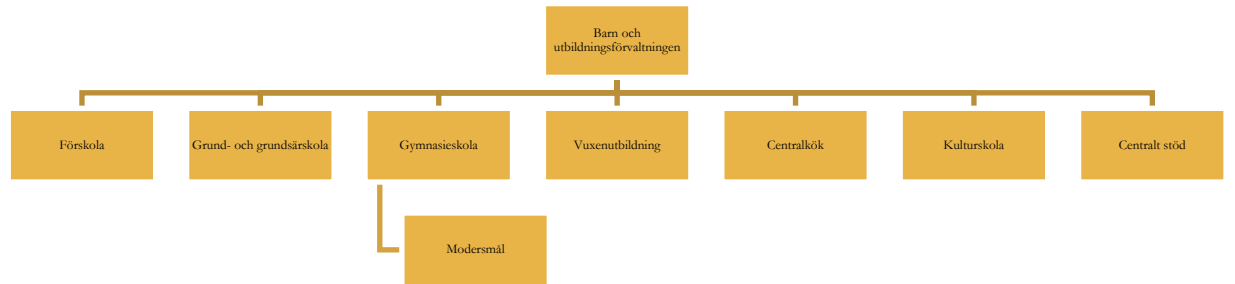 Barn och
utbildningsförvaltningen
Förskola
Grund- och grundsärskola
Gymnasieskola
Vuxenutbildning
Centralkök
Kulturskola
Centralt stöd
Modersmål